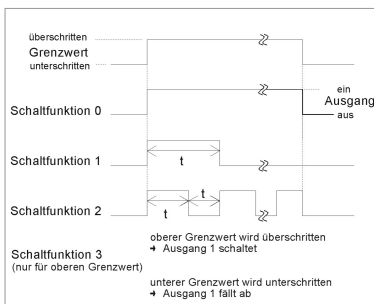 überschritten
Grenzwert
unterschritten
ein
Ausgang
aus
Schaltfunktion 0
Schaltfunktion 1
t
Schaltfunktion 2
t
t
Schaltfunktion 3
(nur für oberen Grenzwert)
oberer Grenzwert wird überschritten
➔ Ausgang 1 schaltet
unterer Grenzwert wird unterschritten
➔ Ausgang 1 fällt ab